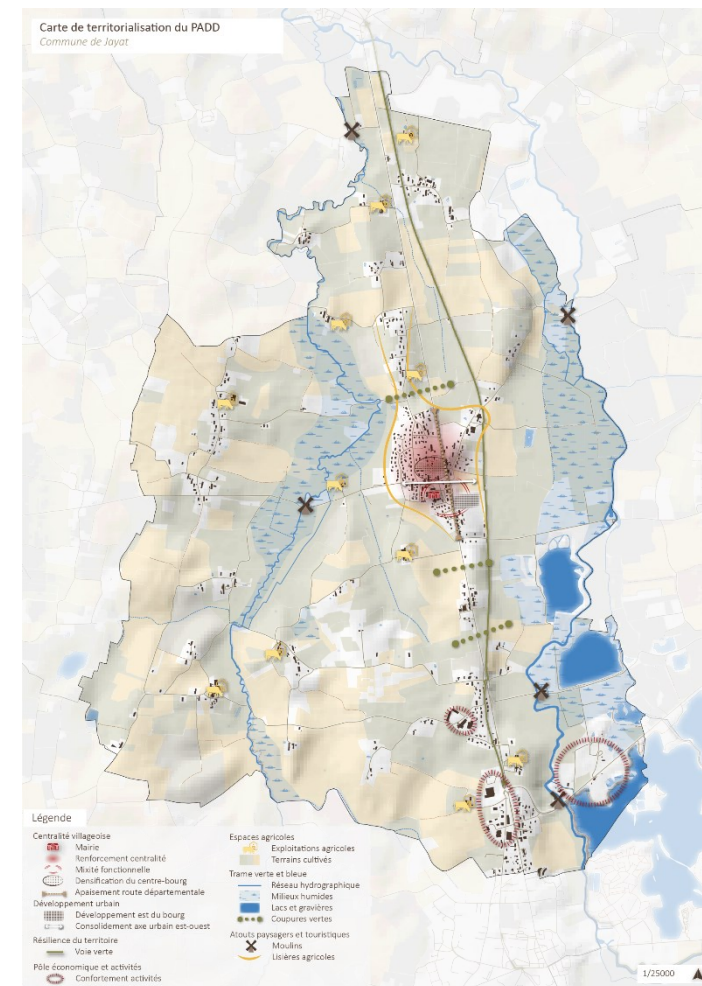 Carte de territorialisation du PADD
Commune de Jayat
Légende
Centralité villageoise
Mairie
Renforcement centralité
Mixité fonctionnelle
Densification du centre-bourg
Apaisement route départementale
Développement urbain
Développement est du bourg
Consolidement axe urbain est-ouest
Résilience du territoire
Voie verte
Pôle économique et activités
Confortement activités
Espaces agricoles
Exploitations agricoles
Terrains cultivés
Trame verte et bleue
Réseau hydrographique
Milieux humides
Lacs et gravières
Coupures vertes
Atouts paysagers et touristiques
Moulins
Lisières agricoles
1/25000